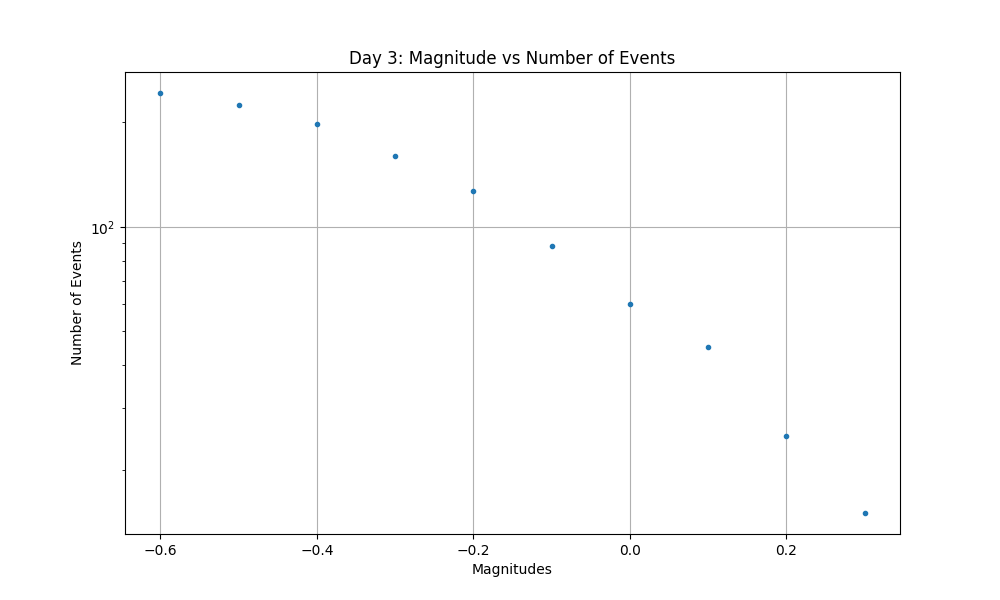 Day 3: Magnitude vs Number of Events
Number of Events
10²
−0.6 −0.4 −0.2 0.0 0.2
Magnitudes